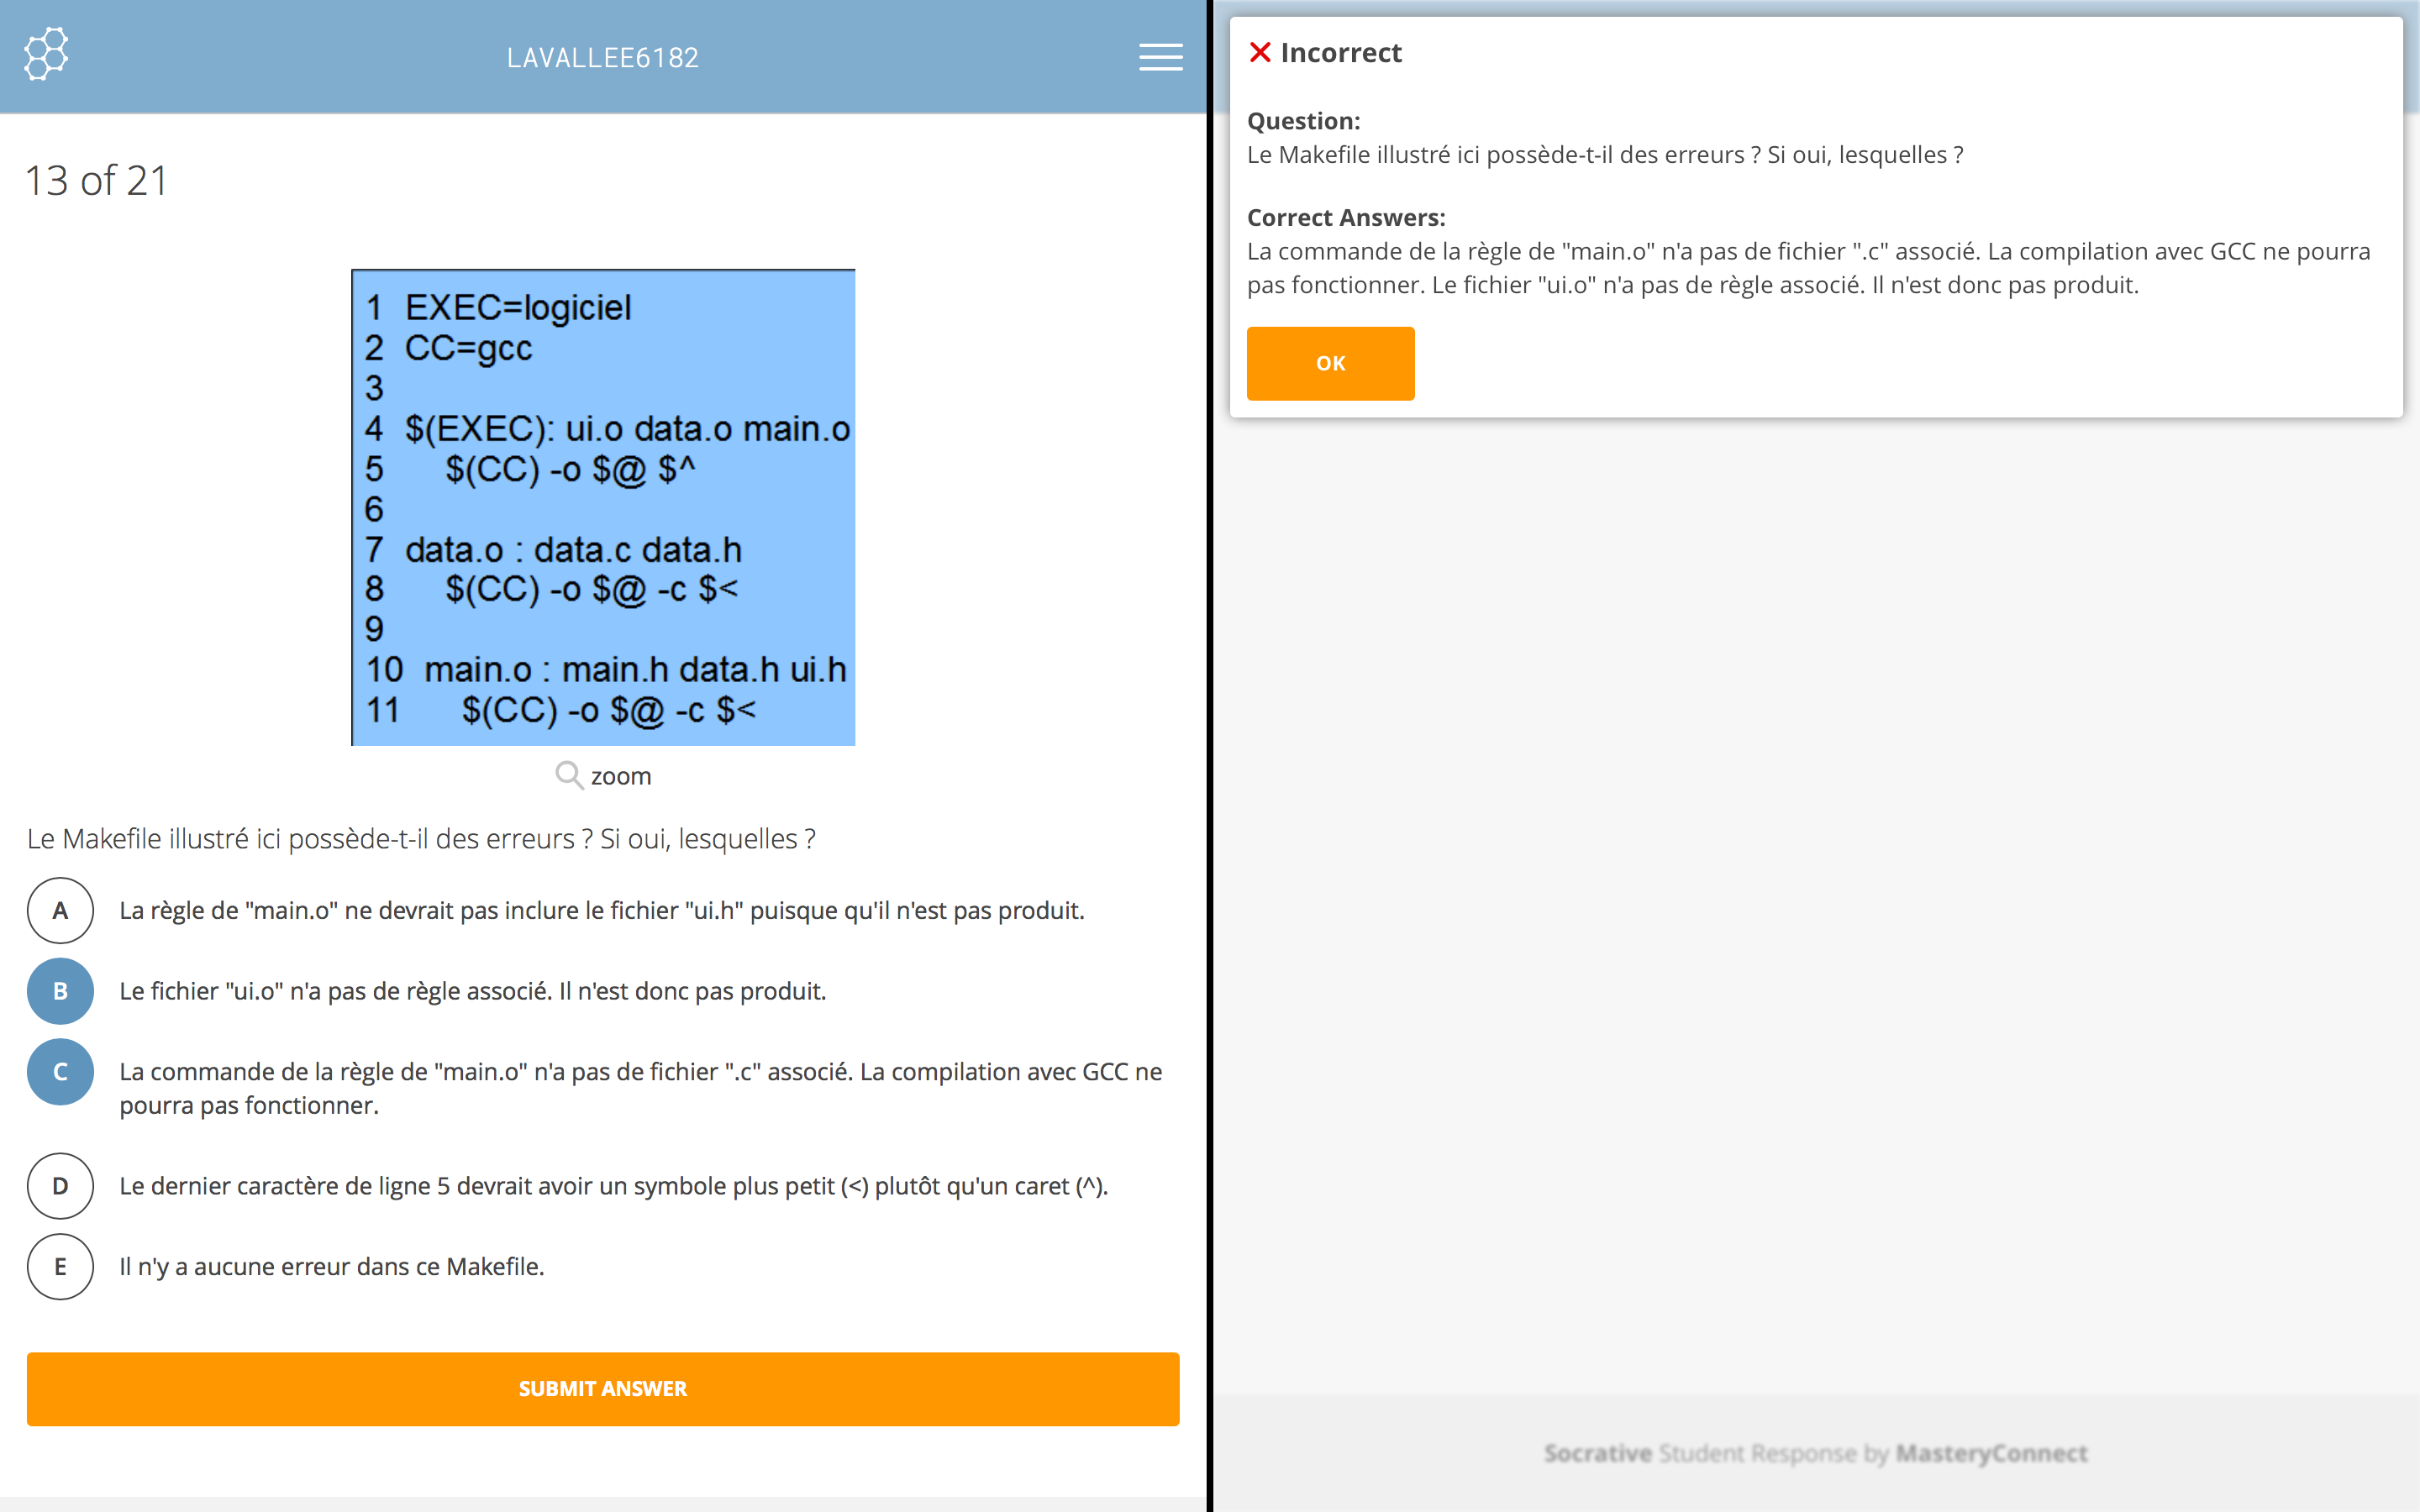 LAVALLEE6182
13 of 21
1 EXEC=logiciel
2 CC=gcc
3
4 $(EXEC): ui.o data.o main.o
5 $(CC) -o $@ $^
6
7 data.o : data.c data.h
8 $(CC) -o $@ -c $<
9
10 main.o : main.h data.h ui.h
11 $(CC) -o $@ -c $<
zoom
Le Makefile illustré ici possède-t-il des erreurs ? Si oui, lesquelles ?
A La règle de "main.o" ne devrait pas inclure le fichier "ui.h" puisque qu'il n'est pas produit.
B Le fichier "ui.o" n'a pas de règle associé. Il n'est donc pas produit.
C La commande de la règle de "main.o" n'a pas de fichier ".c" associé. La compilation avec GCC ne
pourra pas fonctionner.
D Le dernier caractère de ligne 5 devrait avoir un symbole plus petit (<) plutôt qu'un caret (^).
E Il n'y a aucune erreur dans ce Makefile.
SUBMIT ANSWER
Incorrect
Question:
Le Makefile illustré ici possède-t-il des erreurs ? Si oui, lesquelles ?
Correct Answers:
La commande de la règle de "main.o" n'a pas de fichier ".c" associé. La compilation avec GCC ne pourra
pas fonctionner. Le fichier "ui.o" n'a pas de règle associé. Il n'est donc pas produit.
OK
Socrative Student Response by MasteryConnect